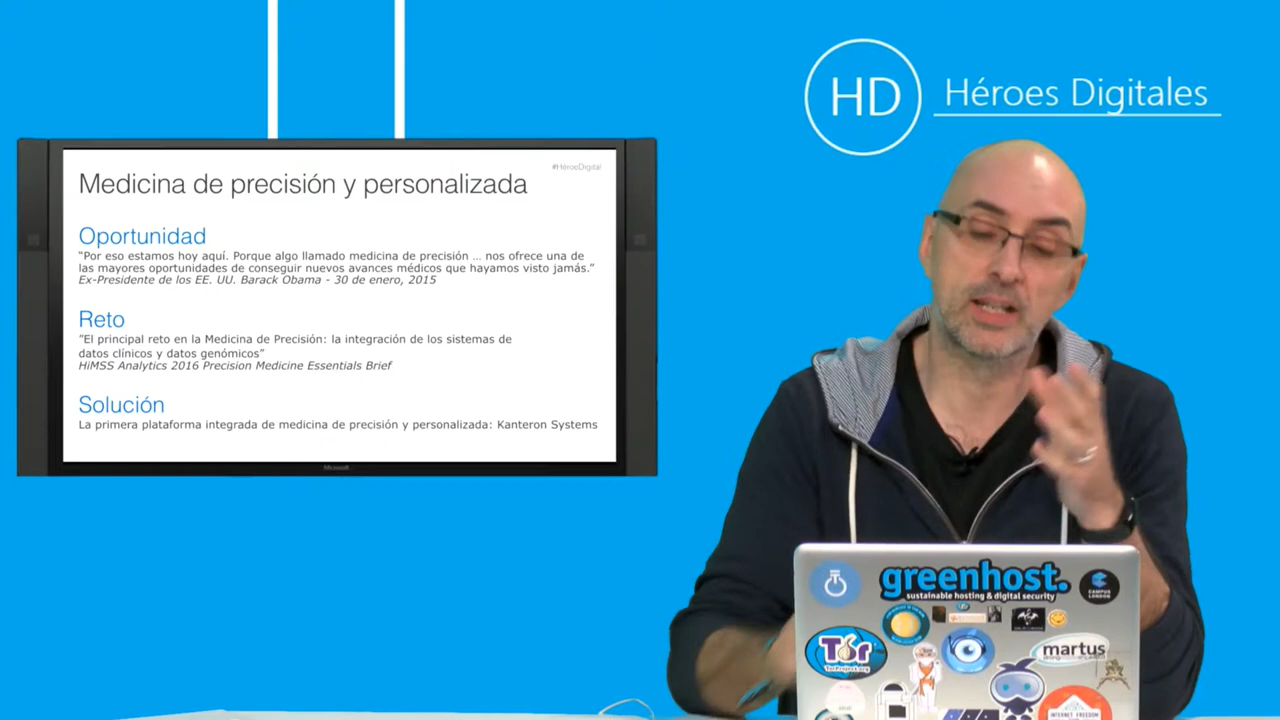 HD Héroes Digitales
#HéroeDigital
Medicina de precisión y personalizada
Oportunidad
“Por eso estamos hoy aquí. Porque algo llamado medicina de precisión ... nos ofrece una de
las mayores oportunidades de conseguir nuevos avances médicos que hayamos visto jamás.”
Ex-Presidente de los EE. UU. Barack Obama - 30 de enero, 2015
Reto
“El principal reto en la Medicina de Precisión: la integración de los sistemas de
datos clínicos y datos genómicos”
HiMSS Analytics 2016 Precision Medicine Essentials Brief
Solución
La primera plataforma integrada de medicina de precisión y personalizada: Kanteron Systems
Microsoft
greenhost.
sustainable hosting & digital security
CAMPUS
LONDON
Tor
TorProject.org
martus
INTERNET FREEDOM